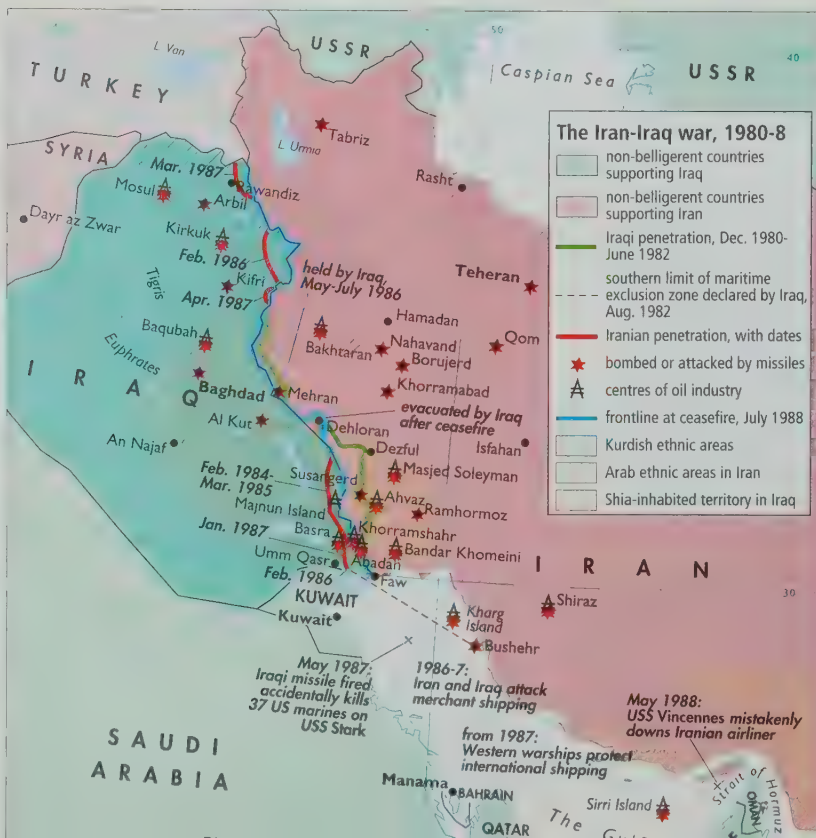 50
40
30
USSR
L Van
TURKEY
Caspian Sea
USSR
The Iran-Iraq war, 1980-8
non-belligerent countries
supporting Iraq
non-belligerent countries
supporting Iran
Iraqi penetration, Dec. 1980-
June 1982
southern limit of maritime
exclusion zone declared by Iraq,
Aug. 1982
Iranian penetration, with dates
bombed or attacked by missiles
centres of oil industry
frontline at ceasefire, July 1988
Kurdish ethnic areas
Arab ethnic areas in Iran
Shia-inhabited territory in Iraq
Tabriz
L Urmia
SYRIA
Mar. 1987
Rawandiz
Rasht
Mosul
Arbil
Dayr az Zwar
Kirkuk
Feb. 1986
Kifri
Tigris
Apr. 1987
held by Iraq,
May-July 1986
Teheran
Hamadan
Nahavand
Qom
Bakhtaran
Borujerd
Baqubah
Euphrates
IRAQ
Baghdad
Mehran
Khorramabad
evacuated by Iraq
after ceasefire
Al Kut
Dehloran
Isfahan
An Najaf
Dezful
Feb. 1984-
Mar. 1985
Susangerd
Masjed Soleyman
Majnun Island
Ahvaz
Ramhormoz
Jan. 1987
Basra
Khorramshahr
Umm Qasr
Abadan
Bandar Khomeini
IRAN
Feb. 1986
Faw
KUWAIT
Kuwait
Kharg
Island
Shiraz
Bushehr
May 1987:
Iraqi missile fired
accidentally kills
37 US marines on
USS Stark
1986-7:
Iran and Iraq attack
merchant shipping
May 1988:
USS Vincennes mistakenly
downs Iranian airliner
from 1987:
Western warships protect
international shipping
SAUDI
ARABIA
Manama
BAHRAIN
QATAR
Sirri Island
The Gulf
Strait of Hormuz
OMAN